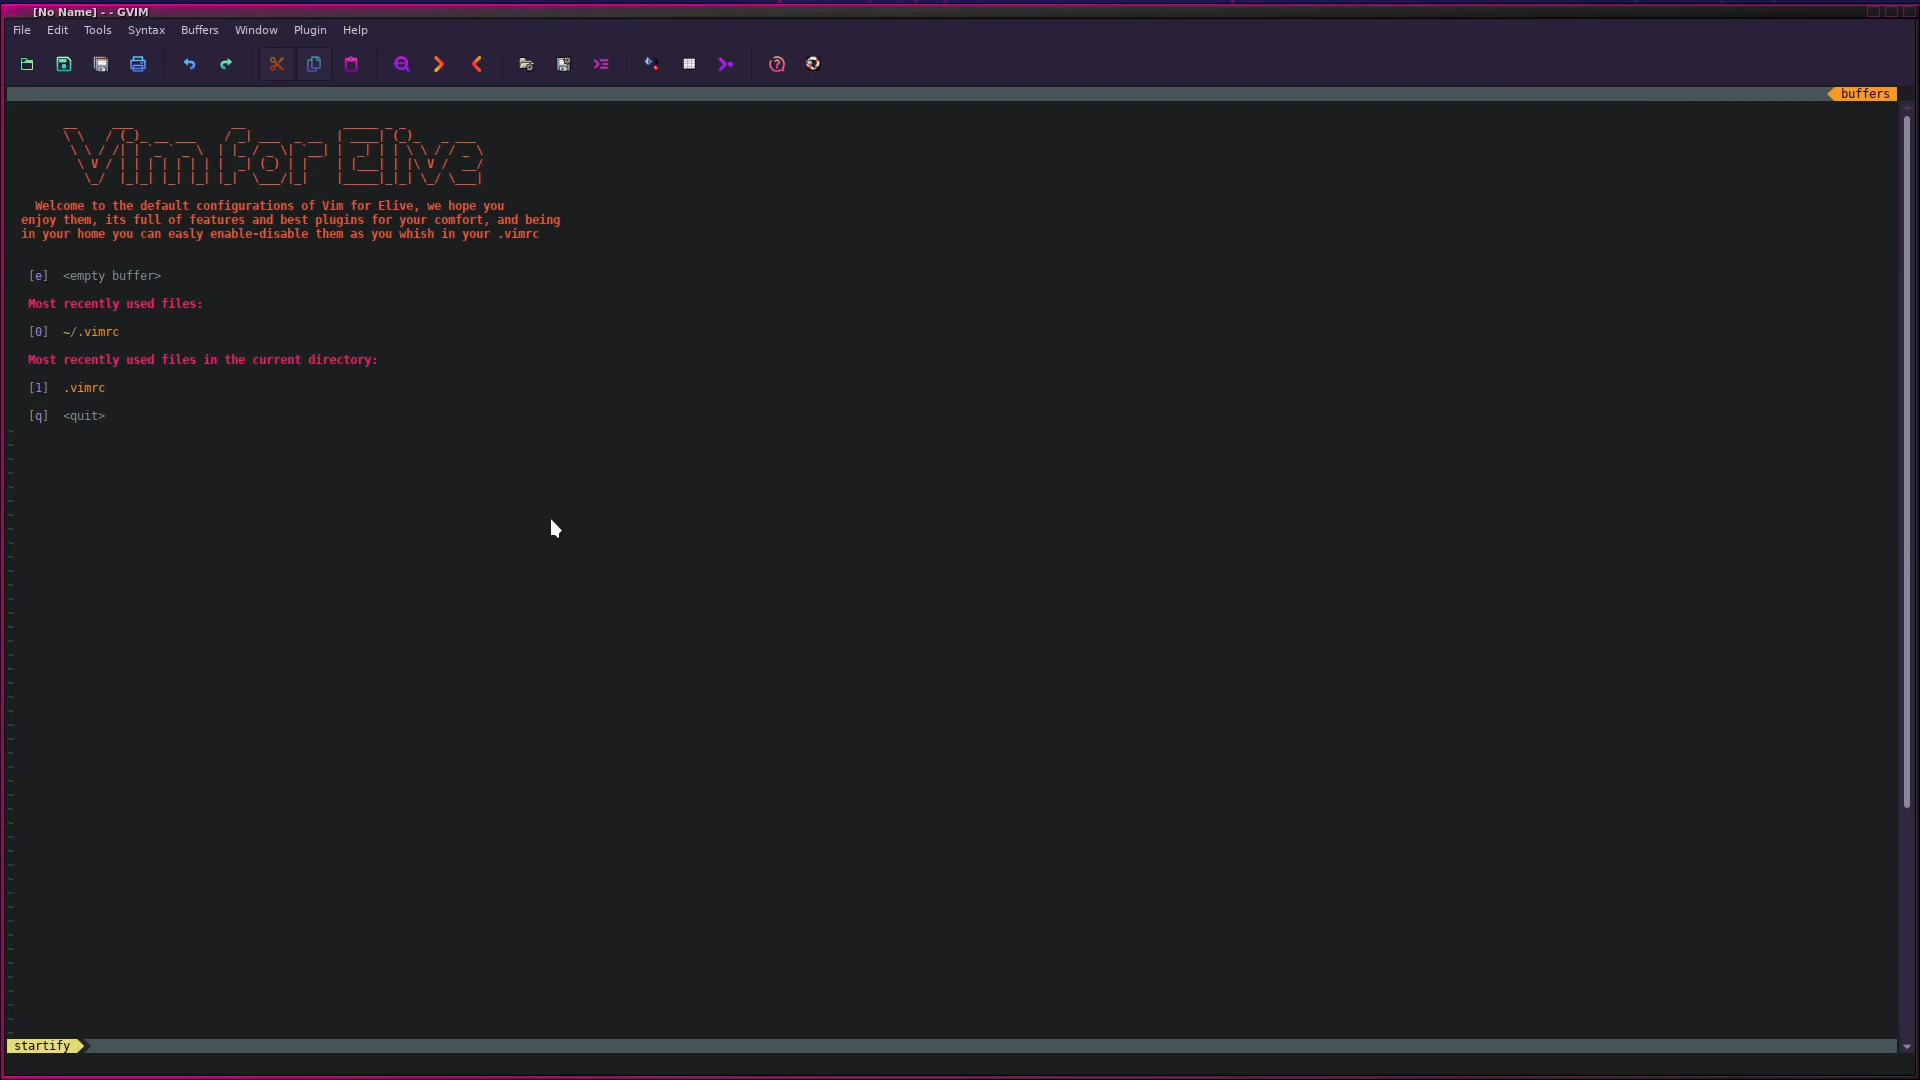 [No Name] - - GVIM
File Edit Tools Syntax Buffers Window Plugin Help
buffers
Vim for Elive
Welcome to the default configurations of Vim for Elive, we hope you
enjoy them, its full of features and best plugins for your comfort, and being
in your home you can easly enable-disable them as you whish in your .vimrc
[e] <empty buffer>
Most recently used files:
[0] ~/.vimrc
Most recently used files in the current directory:
[1] .vimrc
[q] <quit>
startify